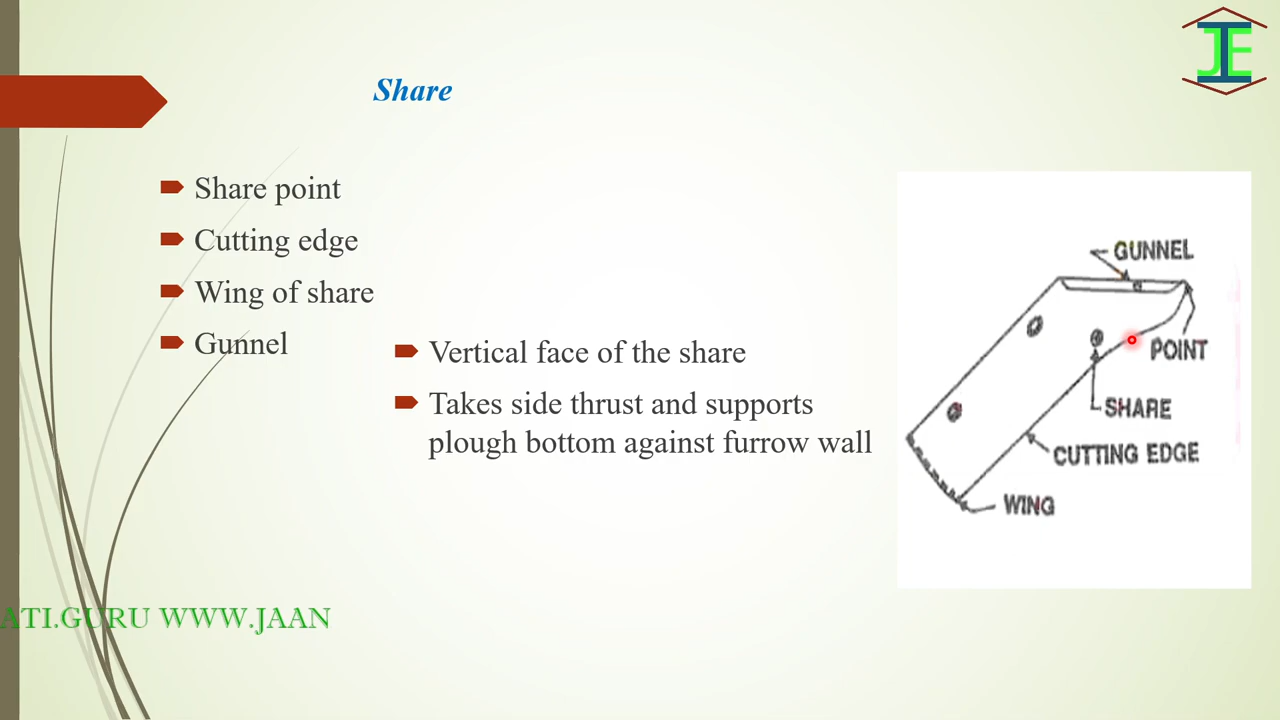 JE
Share
Share point
Cutting edge
Wing of share
Gunnel
Vertical face of the share
Takes side thrust and supports
plough bottom against furrow wall
GUNNEL
POINT
SHARE
CUTTING EDGE
WING
ATI.GURU WWW.JAAN